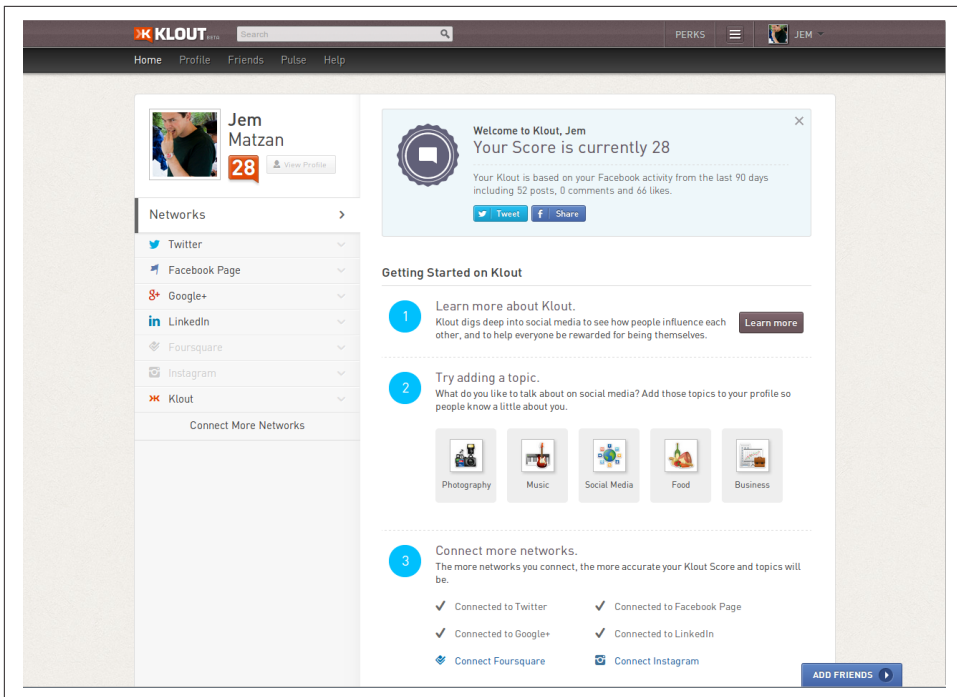 KLOUT BETA
Search
PERKS
JEM
Home Profile Friends Pulse Help
Jem
Matzan
28
View Profile
Networks
Twitter
Facebook Page
Google+
LinkedIn
Foursquare
Instagram
Klout
Connect More Networks
Welcome to Klout, Jem
Your Score is currently 28
Your Klout is based on your Facebook activity from the last 90 days
including 52 posts, 0 comments and 66 likes.
Tweet Share
Getting Started on Klout
1
Learn more about Klout.
Klout digs deep into social media to see how people influence each
other, and to help everyone be rewarded for being themselves.
Learn more
2
Try adding a topic.
What do you like to talk about on social media? Add those topics to your profile so
people know a little about you.
Photography Music Social Media Food Business
3
Connect more networks.
The more networks you connect, the more accurate your Klout Score and topics will
be.
Connected to Twitter Connected to Facebook Page
Connected to Google+ Connected to LinkedIn
Connect Foursquare Connect Instagram
ADD FRIENDS